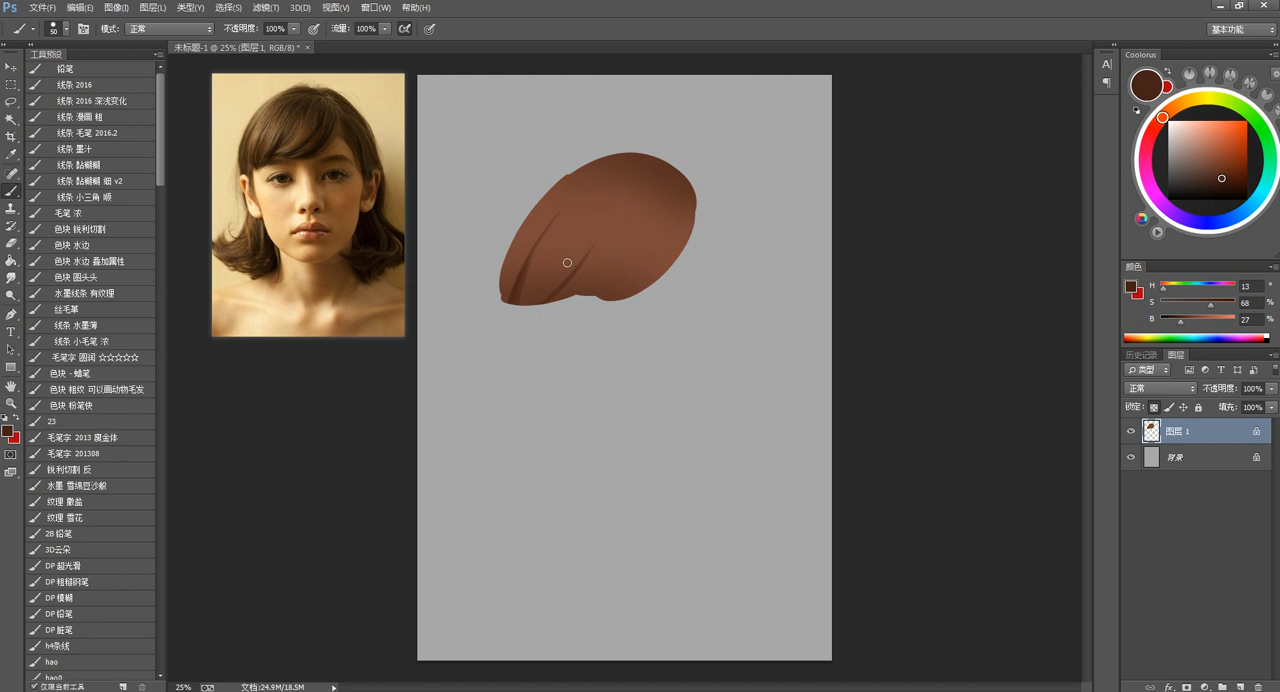 Ps 文件(F) 编辑(E) 图像(I) 图层(L) 类型(Y) 选择(S) 滤镜(T) 3D(D) 视图(V) 窗口(W) 帮助(H)
50 模式: 正常 不透明度: 100% 流量: 100% 基本功能
未标题-1 @ 25% (图层 1, RGB/8) * ×
工具预设
铅笔
线条 2016
线条 2016 深浅变化
线条 漫画 粗
线条 毛笔 2016.2
线条 墨汁
线条 黏糊糊
线条 黏糊糊 细 v2
线条 小三角 顺
毛笔 浓
色块 锐利切割
色块 水边
色块 水边 叠加属性
色块 圆头头
水墨线条 有纹理
丝毛革
线条 水墨薄
线条 小毛笔 浓
毛笔字 圆润 ☆☆☆☆☆
色块 - 蜡笔
色块 粗纹 可以画动物毛发
色块 粉笔快
23
毛笔字 2013 瘦金体
毛笔字 201308
锐利切割 反
水墨 雪绵豆沙般
纹理 撒盐
纹理 雪花
2B 铅笔
3D云朵
DP 超光滑
DP 粗糙钢笔
DP 模糊
DP 铅笔
DP 脏笔
h4条线
hao
hao0
仅限当前工具
25% 文档:24.9M/18.5M
A
Coolorus
颜色
H 13 °
S 68 %
B 27 %
历史记录 图层
类型
正常 不透明度: 100%
锁定: 填充: 100%
图层 1
背景
fx